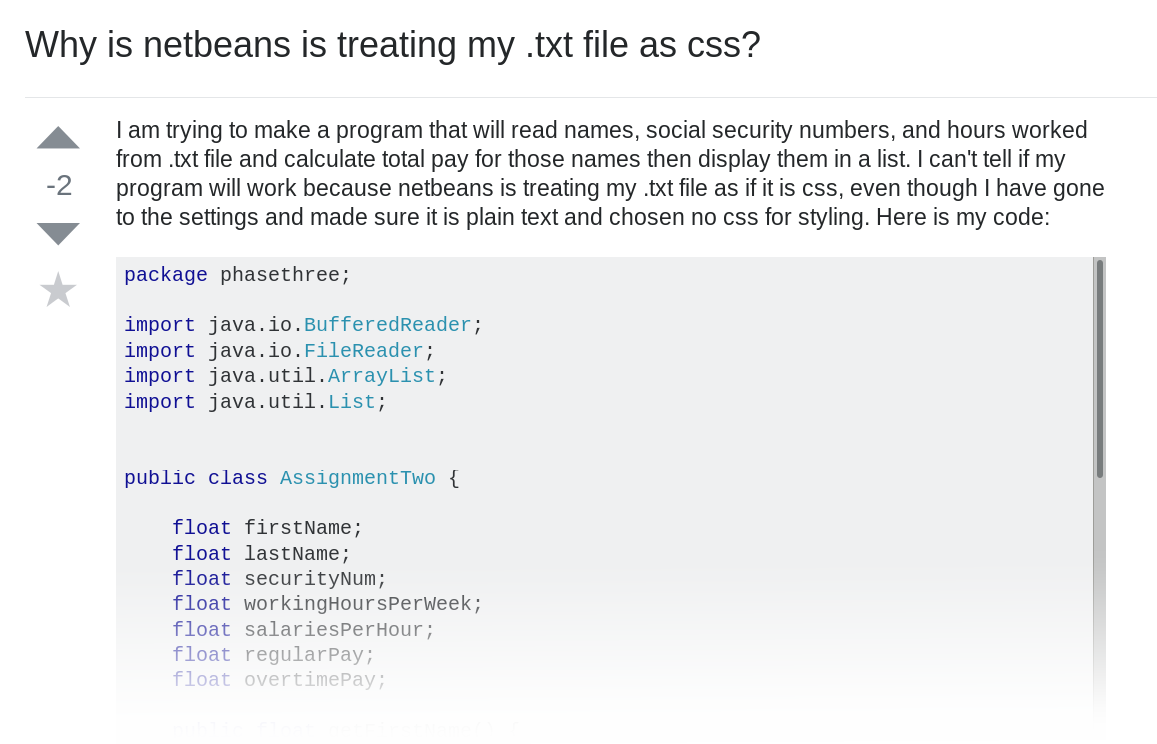 Why is netbeans is treating my .txt file as css?
I am trying to make a program that will read names, social security numbers, and hours worked
from .txt file and calculate total pay for those names then display them in a list. I can't tell if my
program will work because netbeans is treating my .txt file as if it is css, even though I have gone
to the settings and made sure it is plain text and chosen no css for styling. Here is my code:
-2
package phasethree;
import java.io.BufferedReader;
import java.io.FileReader;
import java.util.ArrayList;
import java.util.List;
public class AssignmentTwo {
float firstName;
float lastName;
float securityNum;
float workingHoursPerWeek;
float salariesPerHour;
float regularPay;
float overtimePay;